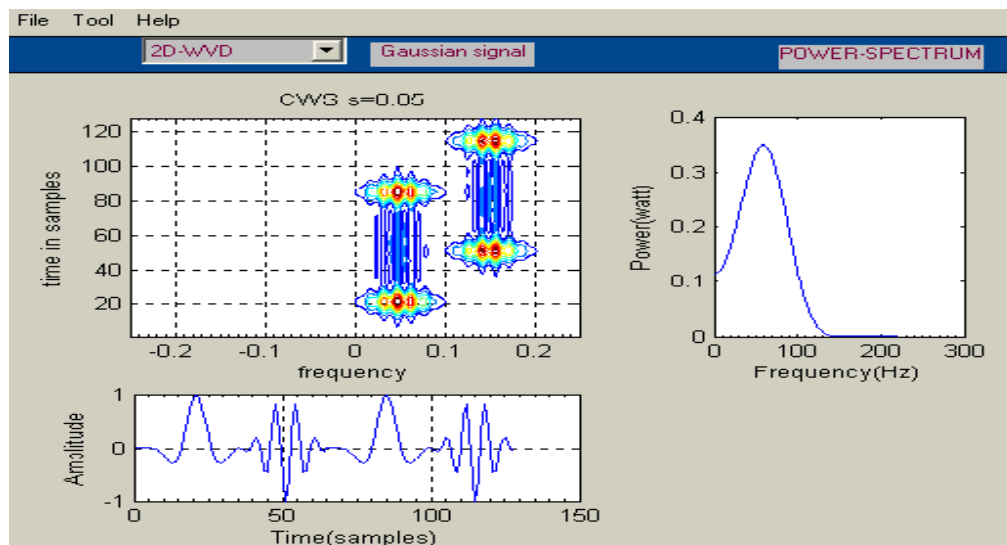 File Tool Help
2D-WVD Gaussian signal POWER-SPECTRUM
CWS s=0.05
time in samples
120
100
80
60
40
20
-0.2 -0.1 0 0.1 0.2
frequency
Power(watt)
0.4
0.3
0.2
0.1
0
0 100 200 300
Frequency(Hz)
Amplitude
1
0
-1
0 50 100 150
Time(samples)